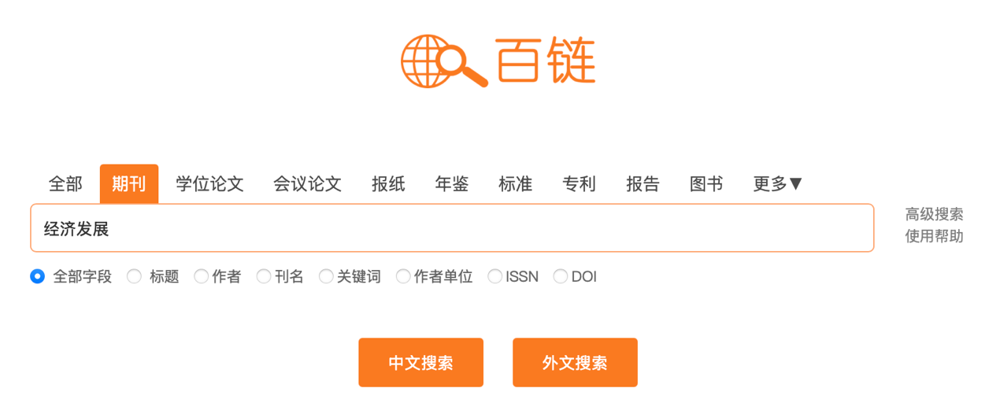 百链
全部 期刊 学位论文 会议论文 报纸 年鉴 标准 专利 报告 图书 更多▼
经济发展
高级搜索
使用帮助
全部字段 标题 作者 刊名 关键词 作者单位 ISSN DOI
中文搜索 外文搜索